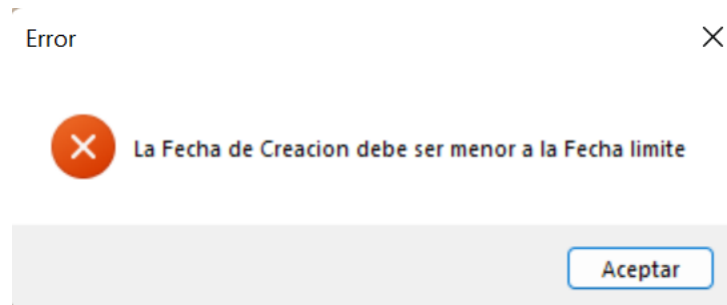 Error
La Fecha de Creacion debe ser menor a la Fecha limite
Aceptar